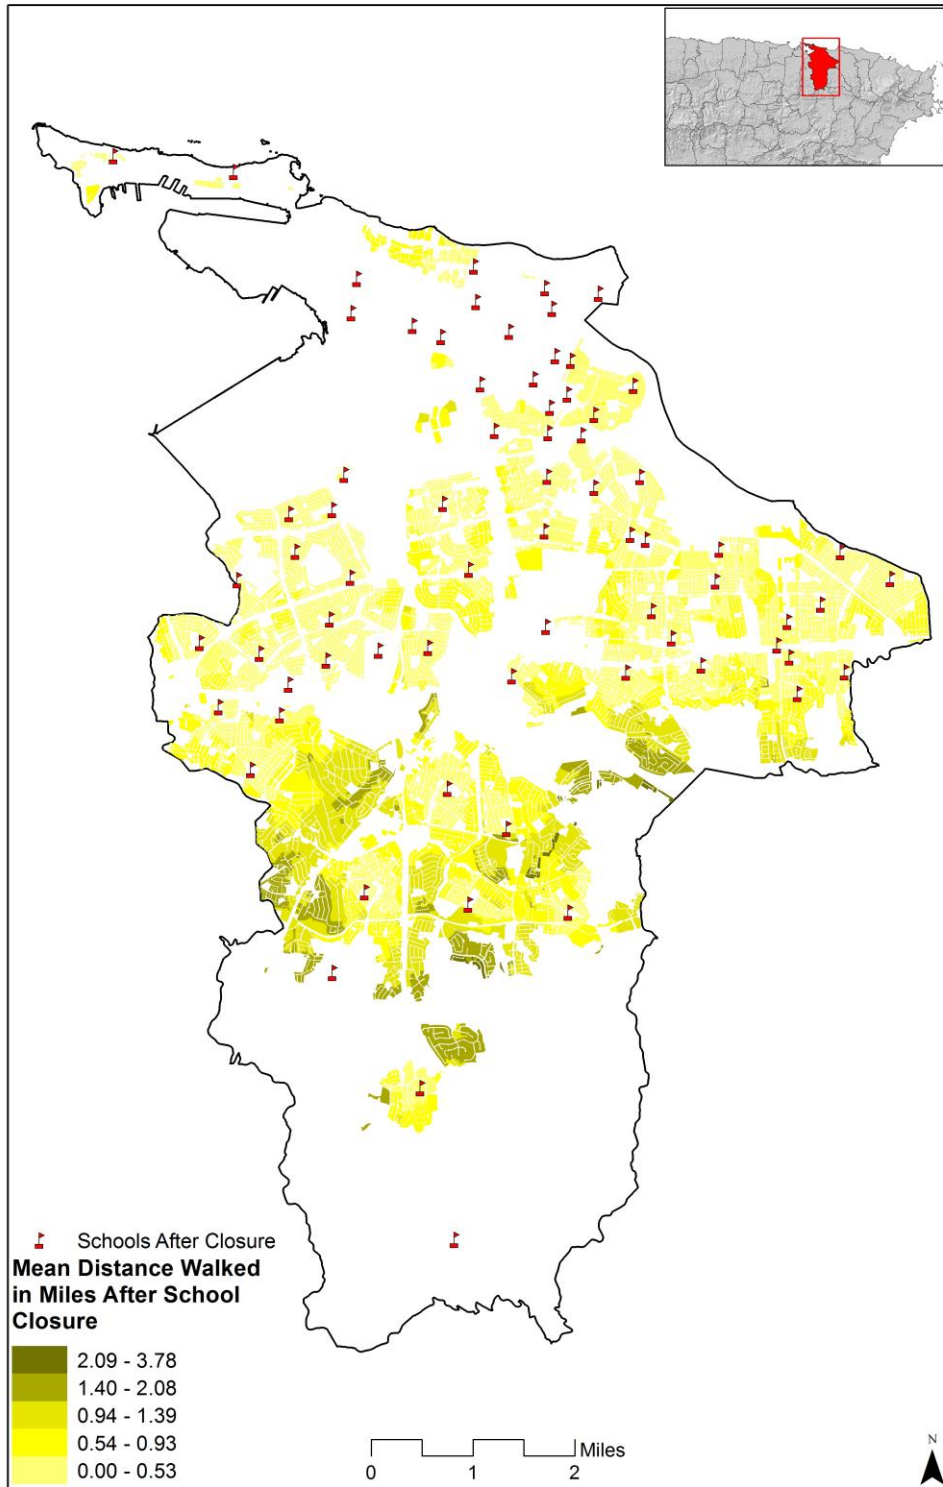 Schools After Closure
Mean Distance Walked
in Miles After School
Closure
2.09 - 3.78
1.40 - 2.08
0.94 - 1.39
0.54 - 0.93
0.00 - 0.53
Miles
0 1 2
N